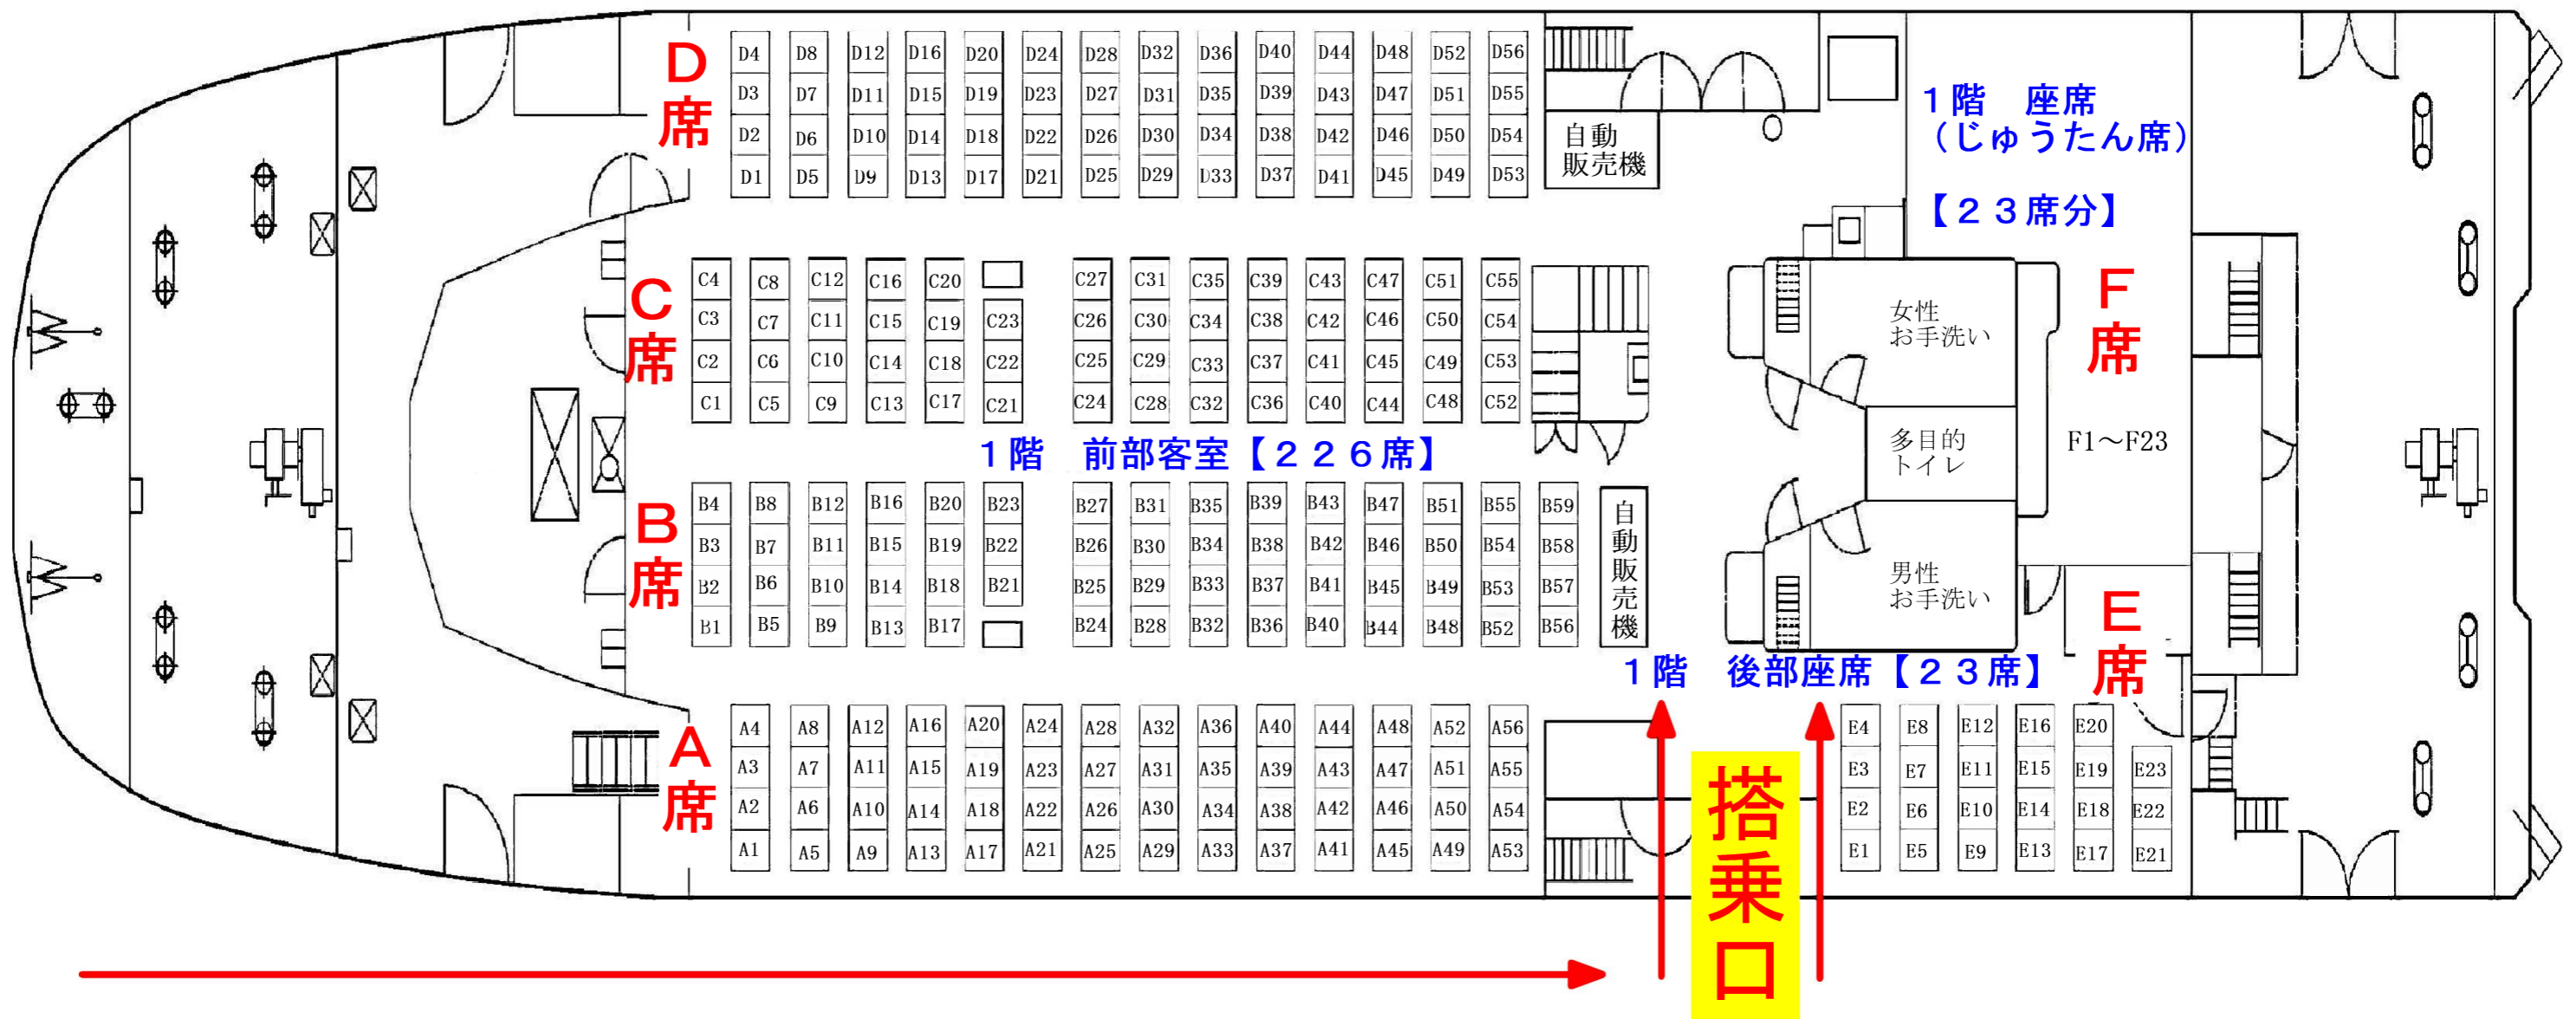 D席
D4 D8 D12 D16 D20 D24 D28 D32 D36 D40 D44 D48 D52 D56
D3 D7 D11 D15 D19 D23 D27 D31 D35 D39 D43 D47 D51 D55
D2 D6 D10 D14 D18 D22 D26 D30 D34 D38 D42 D46 D50 D54
D1 D5 D9 D13 D17 D21 D25 D29 D33 D37 D41 D45 D49 D53
自動
販売機
1階 座席
(じゅうたん席)
【23席分】
C席
C4 C8 C12 C16 C20 C27 C31 C35 C39 C43 C47 C51 C55
C3 C7 C11 C15 C19 C23 C26 C30 C34 C38 C42 C46 C50 C54
C2 C6 C10 C14 C18 C22 C25 C29 C33 C37 C41 C45 C49 C53
C1 C5 C9 C13 C17 C21 C24 C28 C32 C36 C40 C44 C48 C52
女性
お手洗い
F席
1階 前部客室【226席】
多目的
トイレ
F1～F23
B席
B4 B8 B12 B16 B20 B23 B27 B31 B35 B39 B43 B47 B51 B55 B59
B3 B7 B11 B15 B19 B22 B26 B30 B34 B38 B42 B46 B50 B54 B58
B2 B6 B10 B14 B18 B21 B25 B29 B33 B37 B41 B45 B49 B53 B57
B1 B5 B9 B13 B17 B24 B28 B32 B36 B40 B44 B48 B52 B56
自動販売機
男性
お手洗い
1階 後部座席【23席】
E席
A席
A4 A8 A12 A16 A20 A24 A28 A32 A36 A40 A44 A48 A52 A56
A3 A7 A11 A15 A19 A23 A27 A31 A35 A39 A43 A47 A51 A55
A2 A6 A10 A14 A18 A22 A26 A30 A34 A38 A42 A46 A50 A54
A1 A5 A9 A13 A17 A21 A25 A29 A33 A37 A41 A45 A49 A53
搭乗口
E4 E8 E12 E16 E20
E3 E7 E11 E15 E19 E23
E2 E6 E10 E14 E18 E22
E1 E5 E9 E13 E17 E21